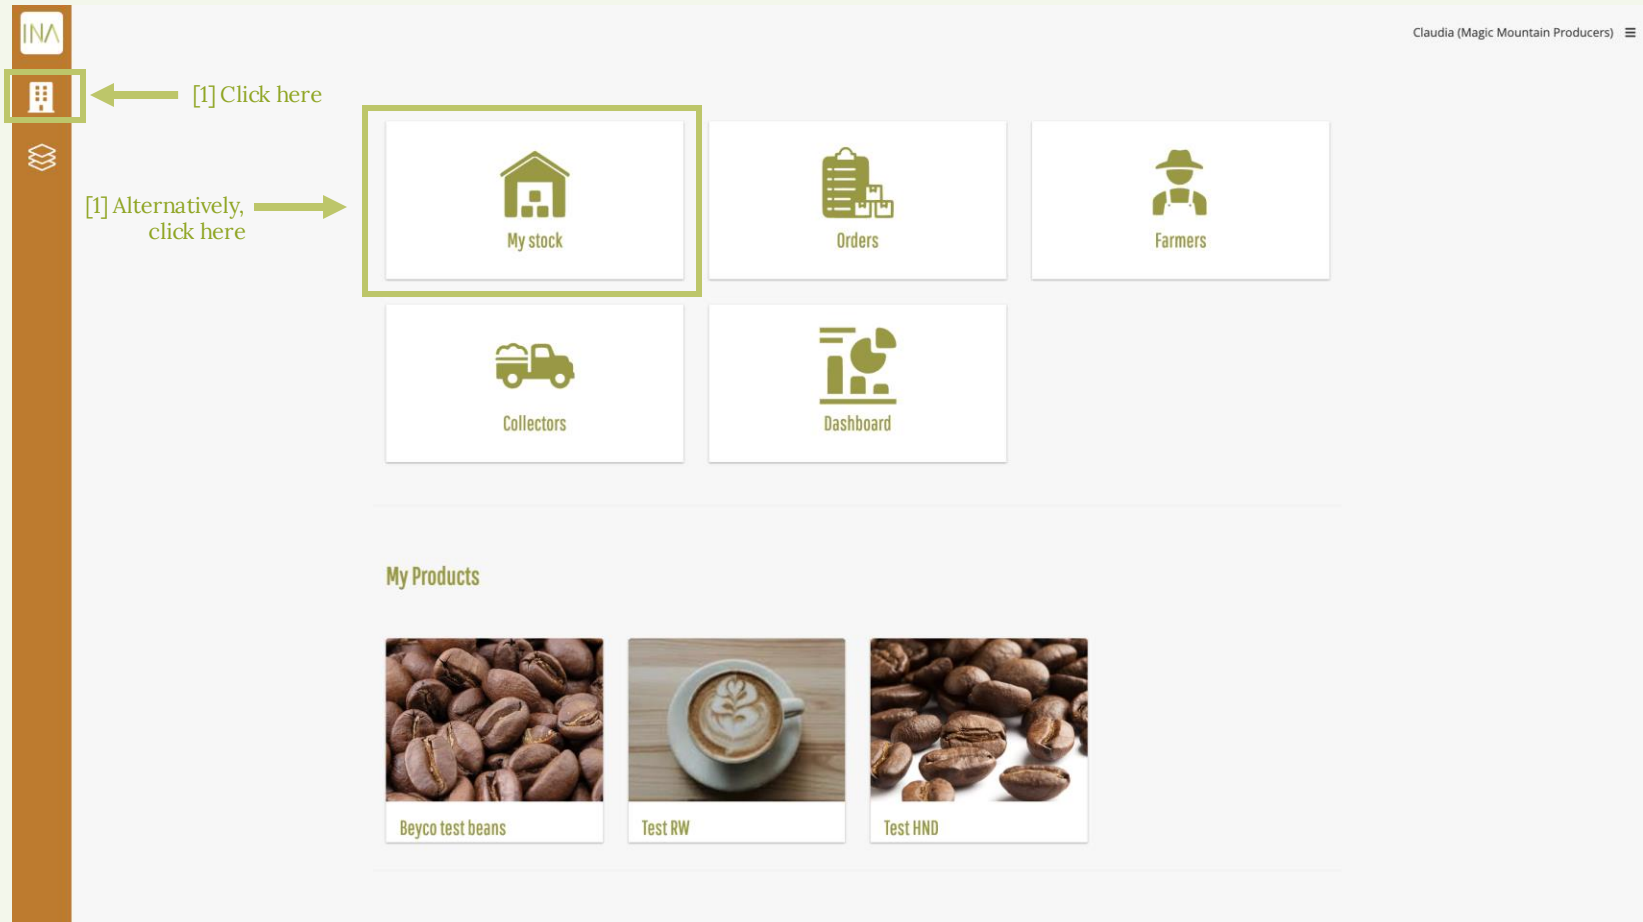 INA
Claudia (Magic Mountain Producers)
[1] Click here
[1] Alternatively,
click here
My stock
Orders
Farmers
Collectors
Dashboard
My Products
Beyco test beans
Test RW
Test HND